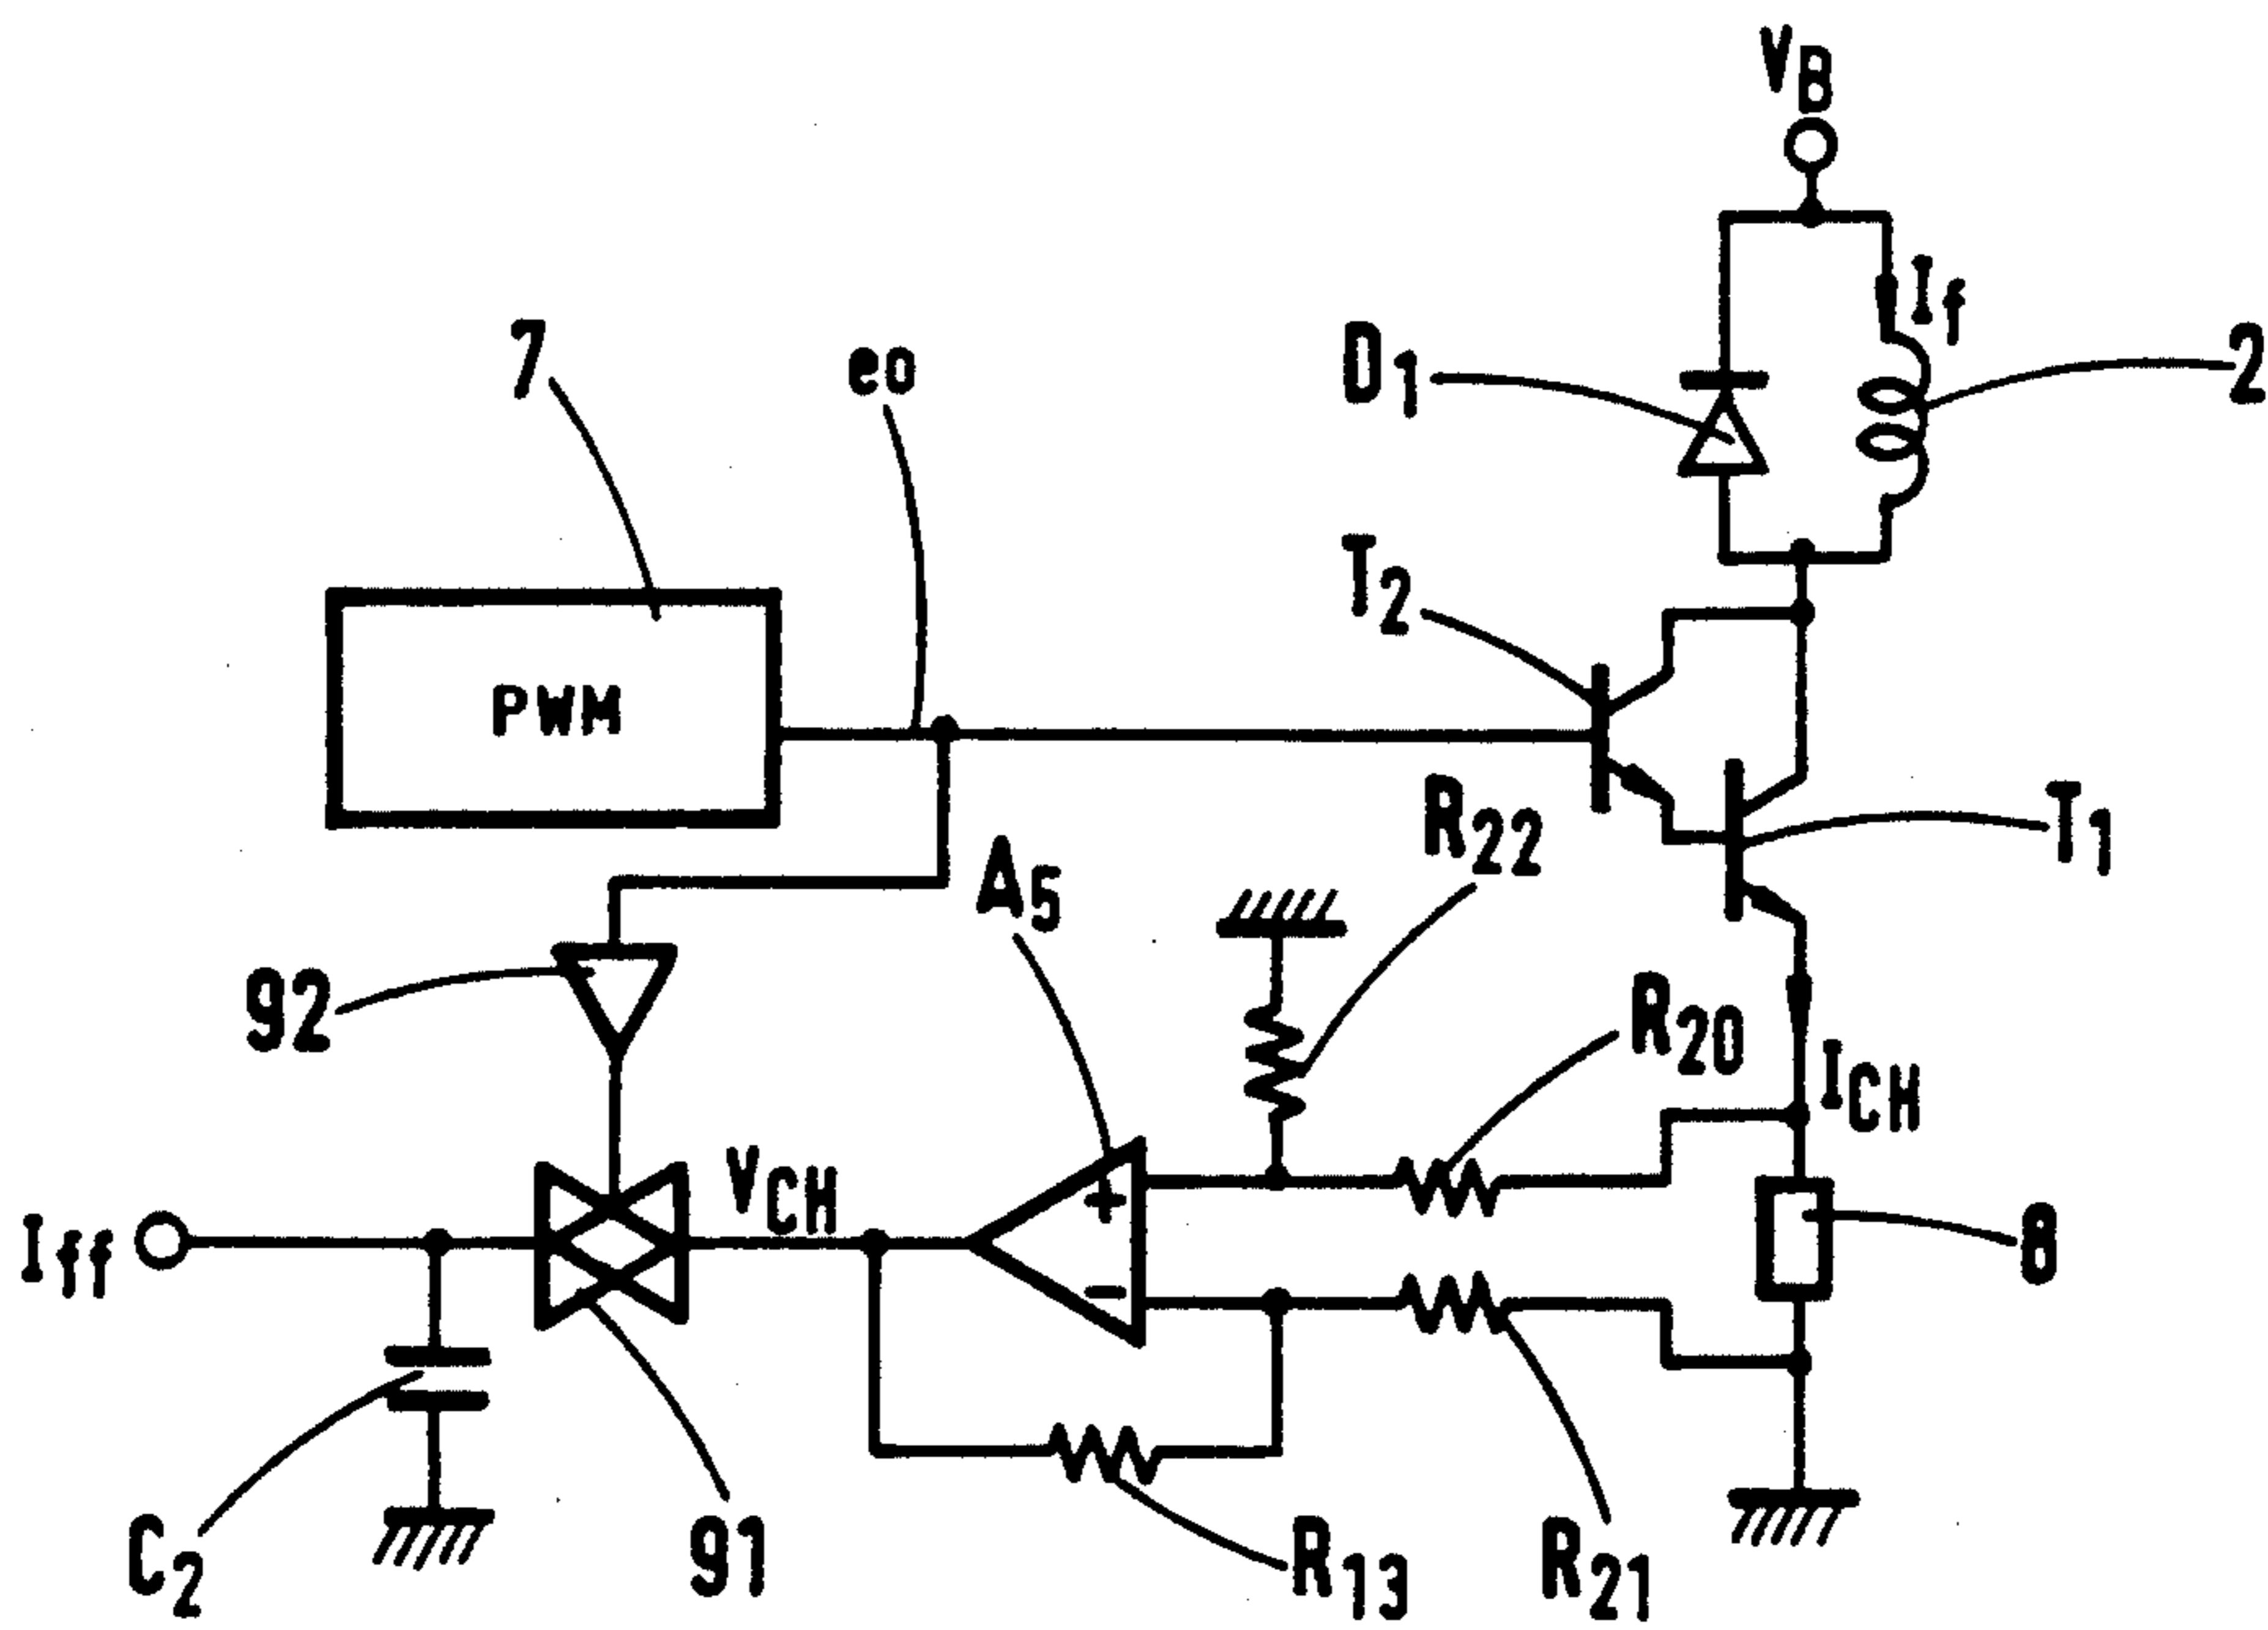 VB
If
D1
2
7
eo
T2
PWM
R22
T1
A5
92
R20
ICH
VCH
+
Iff
8
-
C2
91
R13
R21